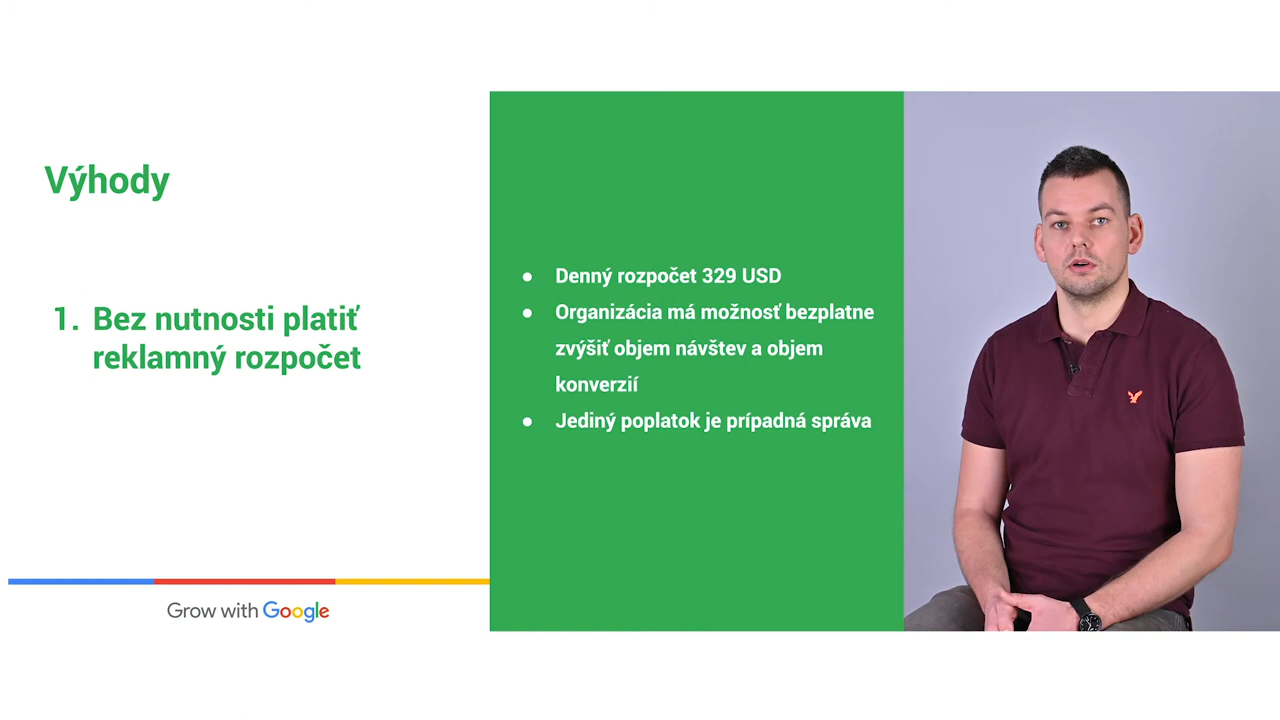 Výhody
1. Bez nutnosti platiť
reklamný rozpočet
● Denný rozpočet 329 USD
● Organizácia má možnosť bezplatne
zvýšiť objem návštev a objem
konverzií
● Jediný poplatok je prípadná správa
Grow with Google